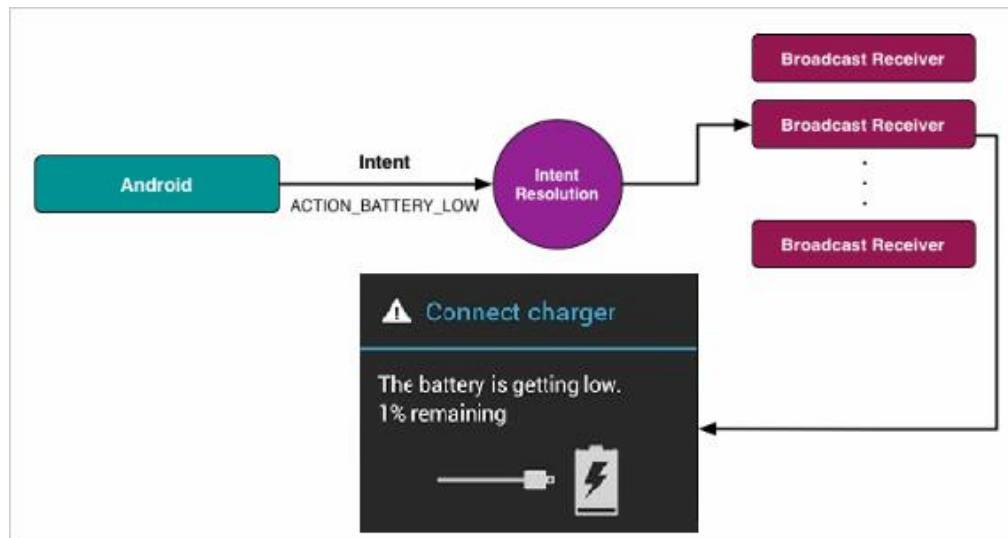 Broadcast Receiver
Broadcast Receiver
Android
Intent
ACTION_BATTERY_LOW
Intent
Resolution
Broadcast Receiver
Connect charger
The battery is getting low.
1% remaining